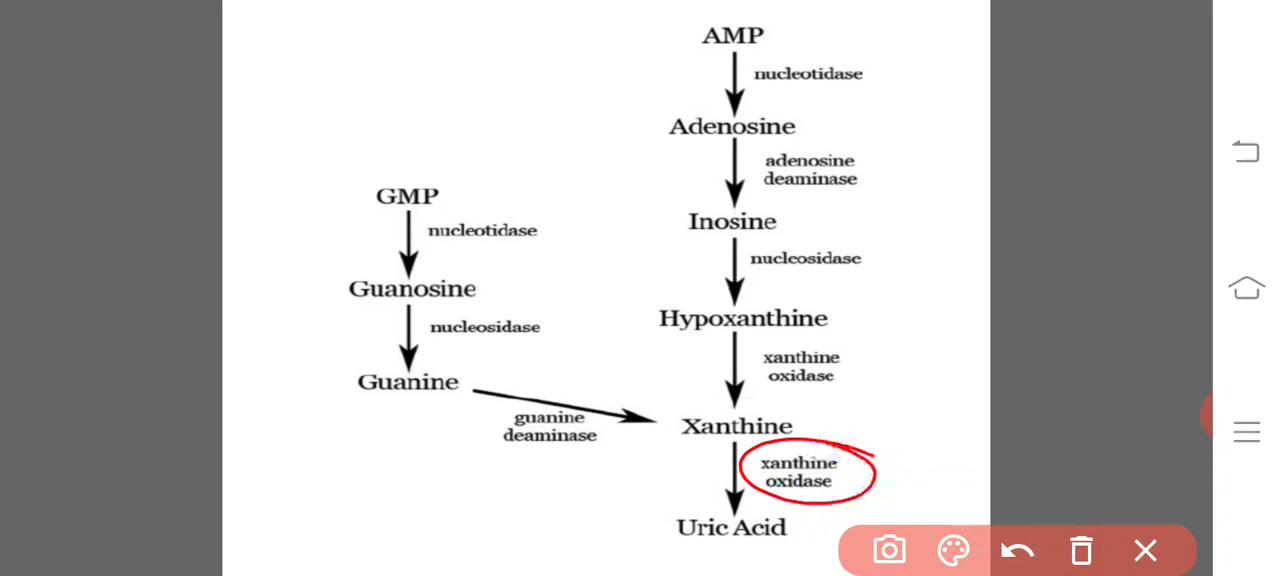 AMP
nucleotidase
Adenosine
adenosine
deaminase
GMP
Inosine
nucleotidase
nucleosidase
Guanosine
Hypoxanthine
nucleosidase
xanthine
oxidase
Guanine
guanine
deaminase
Xanthine
xanthine
oxidase
Uric Acid